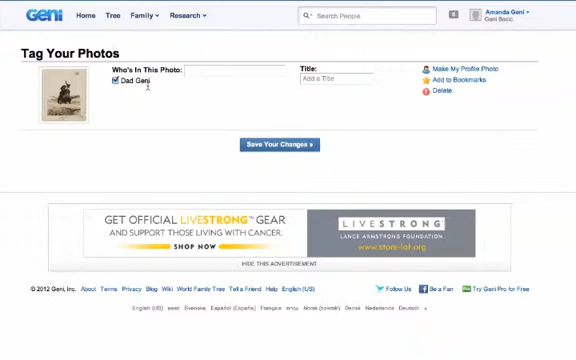 Geni Home Tree Family Research Search People 0 Amanda Geni
Geni Basic
Tag Your Photos
Who's In This Photo:
Dad Geni
Title:
Add a Title
Make My Profile Photo
Add to Bookmarks
Delete
Save Your Changes
GET OFFICIAL LIVESTRONG™ GEAR
AND SUPPORT THOSE LIVING WITH CANCER.
SHOP NOW
LIVESTRONG
LANCE ARMSTRONG FOUNDATION
www.store-laf.org
HIDE THIS ADVERTISEMENT
© 2012 Geni, Inc. About Terms Privacy Blog Wiki World Family Tree Tell a Friend Help English (US) Follow Us Be a Fan Try Geni Pro for Free
English (US) eesti Svenska Español (España) Français עברית Norsk (bokmål) Dansk Nederlands Deutsch